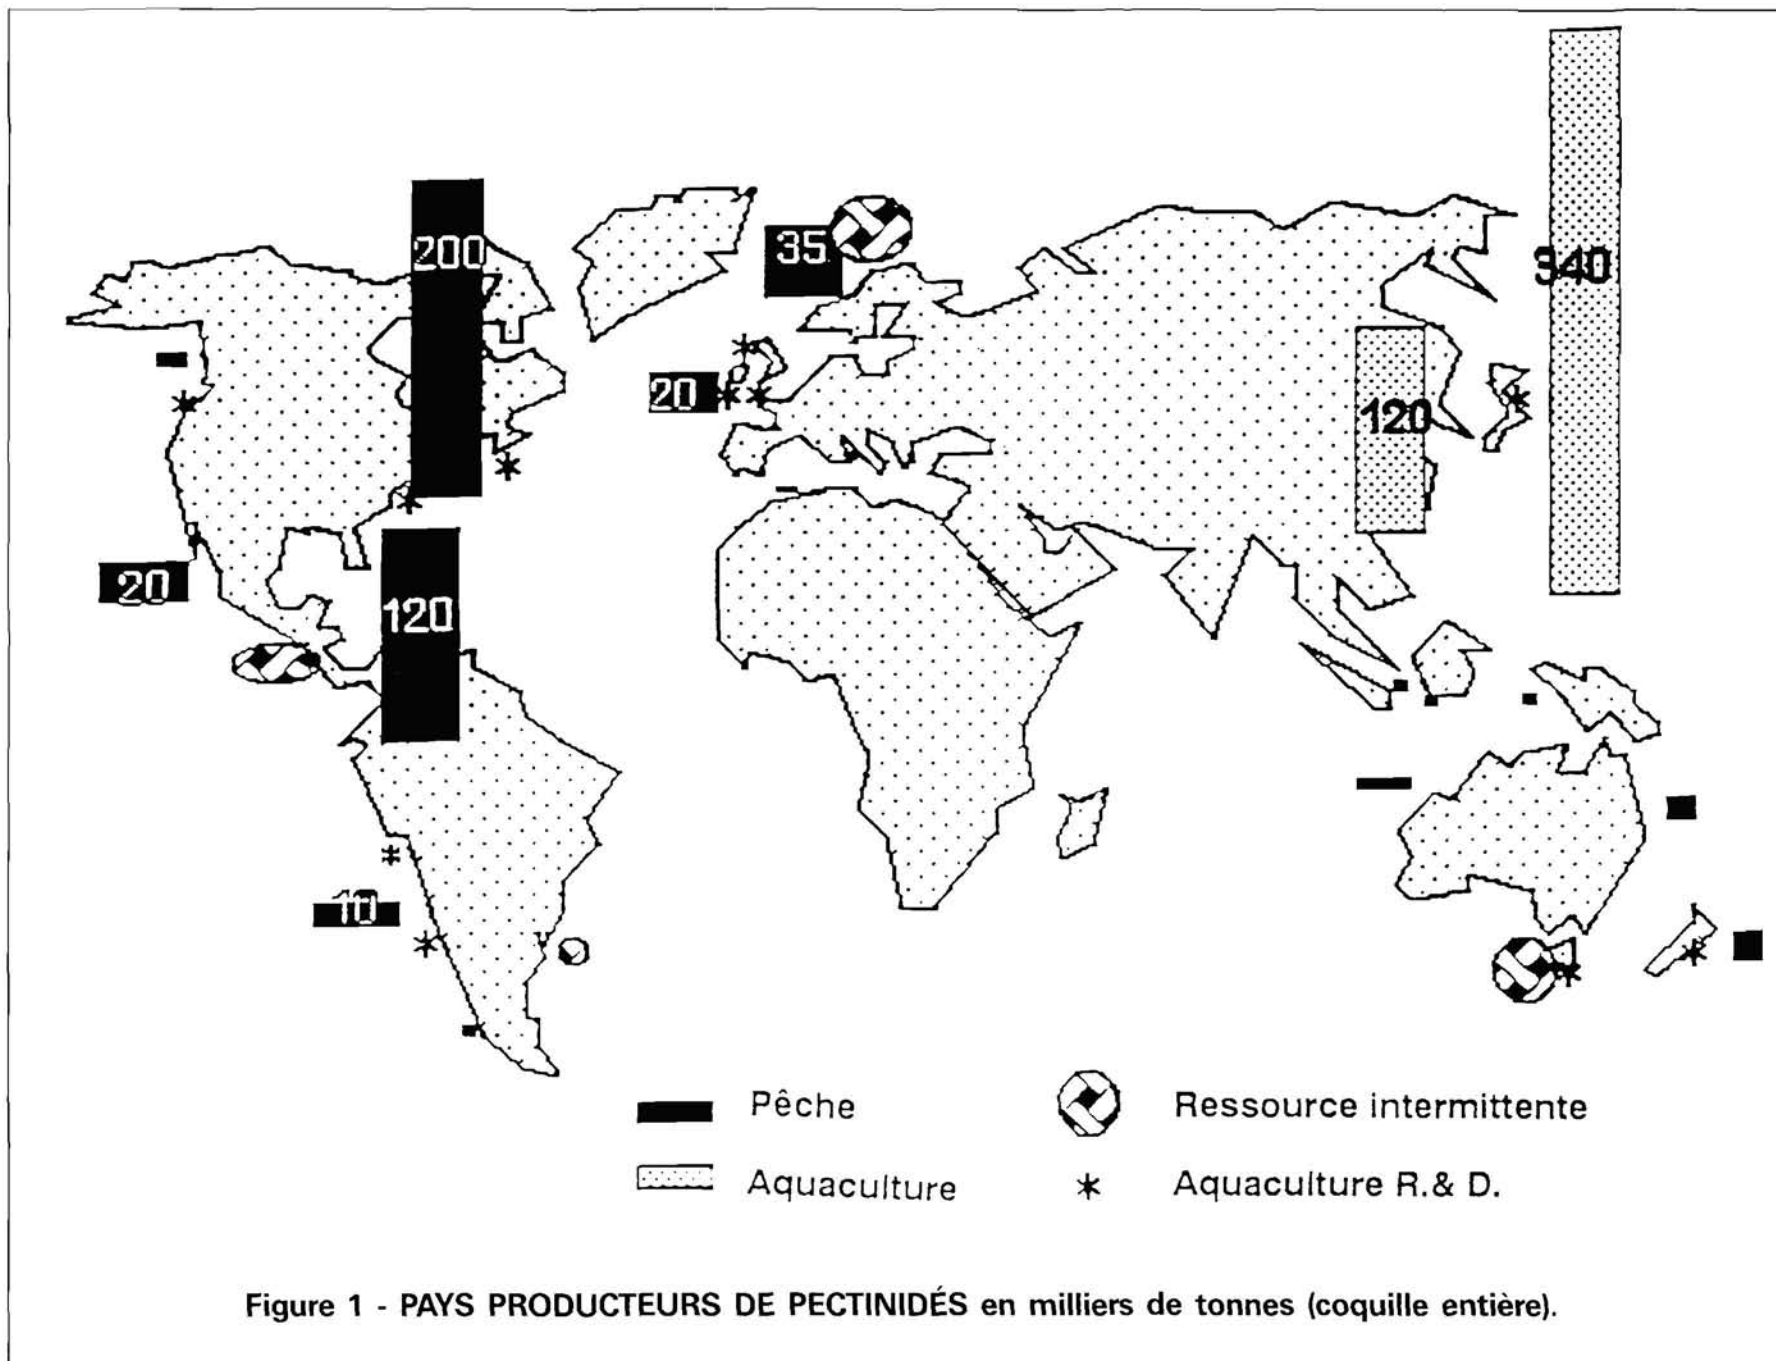 200
35
340
20
120
20
120
10
Pêche
Ressource intermittente
Aquaculture
Aquaculture R.& D.
Figure 1 - PAYS PRODUCTEURS DE PECTINIDÉS en milliers de tonnes (coquille entière).